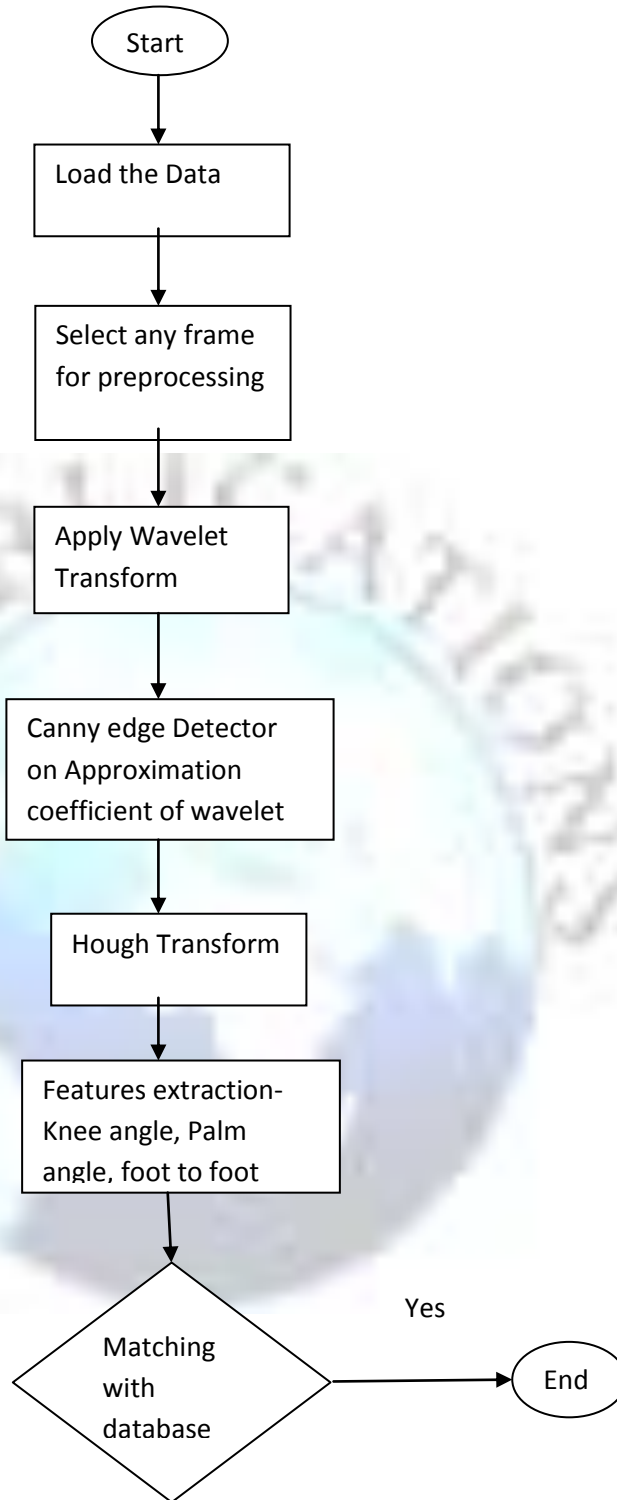 Start
Load the Data
Select any frame
for preprocessing
Apply Wavelet
Transform
Canny edge Detector
on Approximation
coefficient of wavelet
Hough Transform
Features extraction-
Knee angle, Palm
angle, foot to foot
Yes
Matching
with
database
End